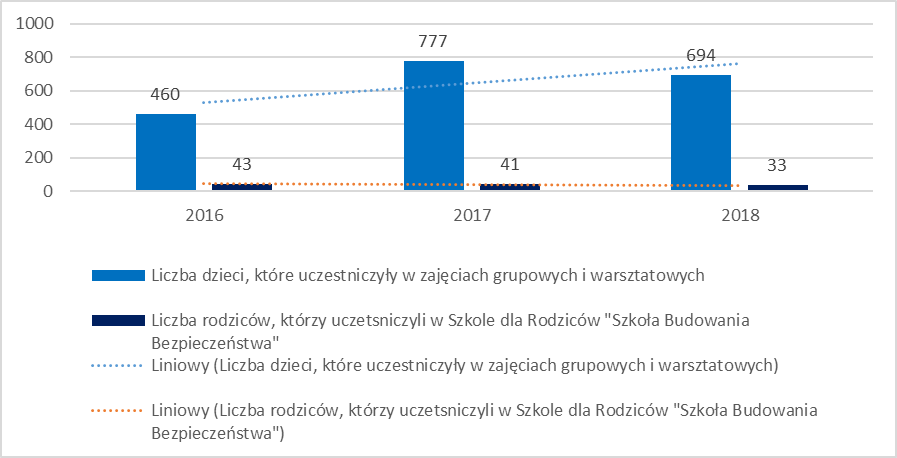 1000
800
600
400
200
0
460
777
694
43
41
33
2016
2017
2018
Liczba dzieci, które uczestniczyły w zajęciach grupowych i warsztatowych
Liczba rodziców, którzy uczetsniczyli w Szkole dla Rodziców "Szkoła Budowania
Bezpieczeństwa"
Liniowy (Liczba dzieci, które uczestniczyły w zajęciach grupowych i warsztatowych)
Liniowy (Liczba rodziców, którzy uczetsniczyli w Szkole dla Rodziców "Szkoła Budowania
Bezpieczeństwa")